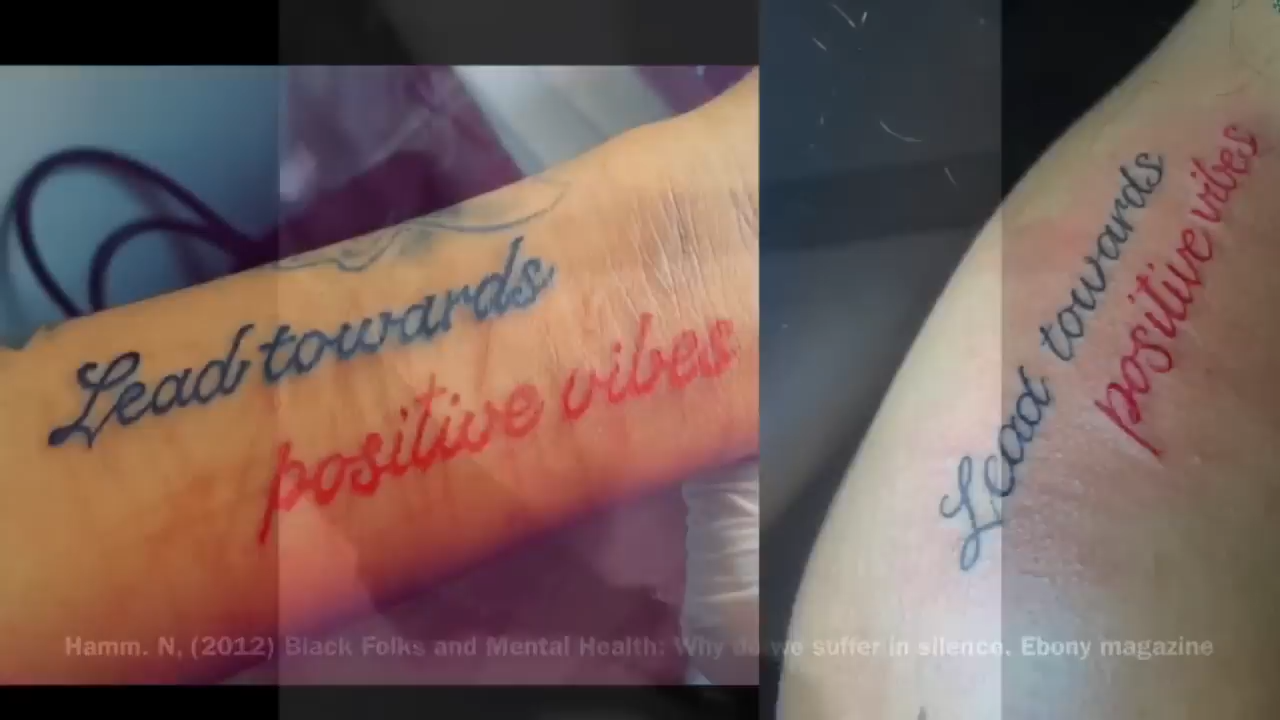 Lead towards
positive vibes
Lead towards
positive vibes
Hamm. N, (2012) Black Folks and Mental Health: Why do we suffer in silence. Ebony magazine